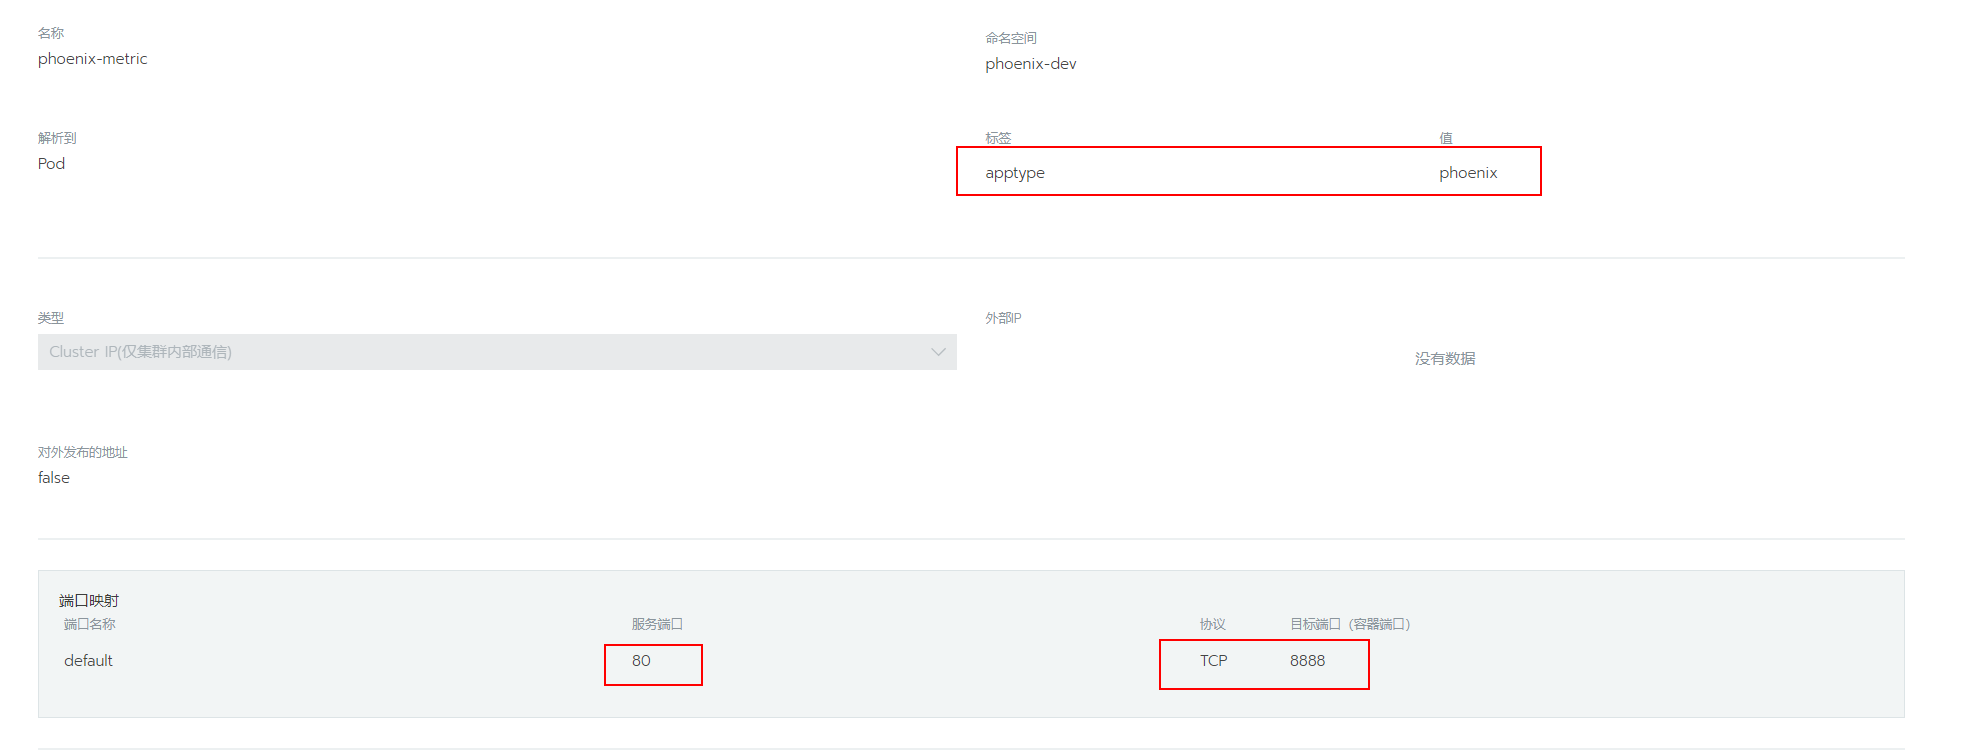 名称
phoenix-metric
命名空间
phoenix-dev
解析到
Pod
标签 值
apptype phoenix
类型
Cluster IP(仅集群内部通信)
外部IP
没有数据
对外发布的地址
false
端口映射
端口名称 服务端口 协议 目标端口（容器端口）
default 80 TCP 8888